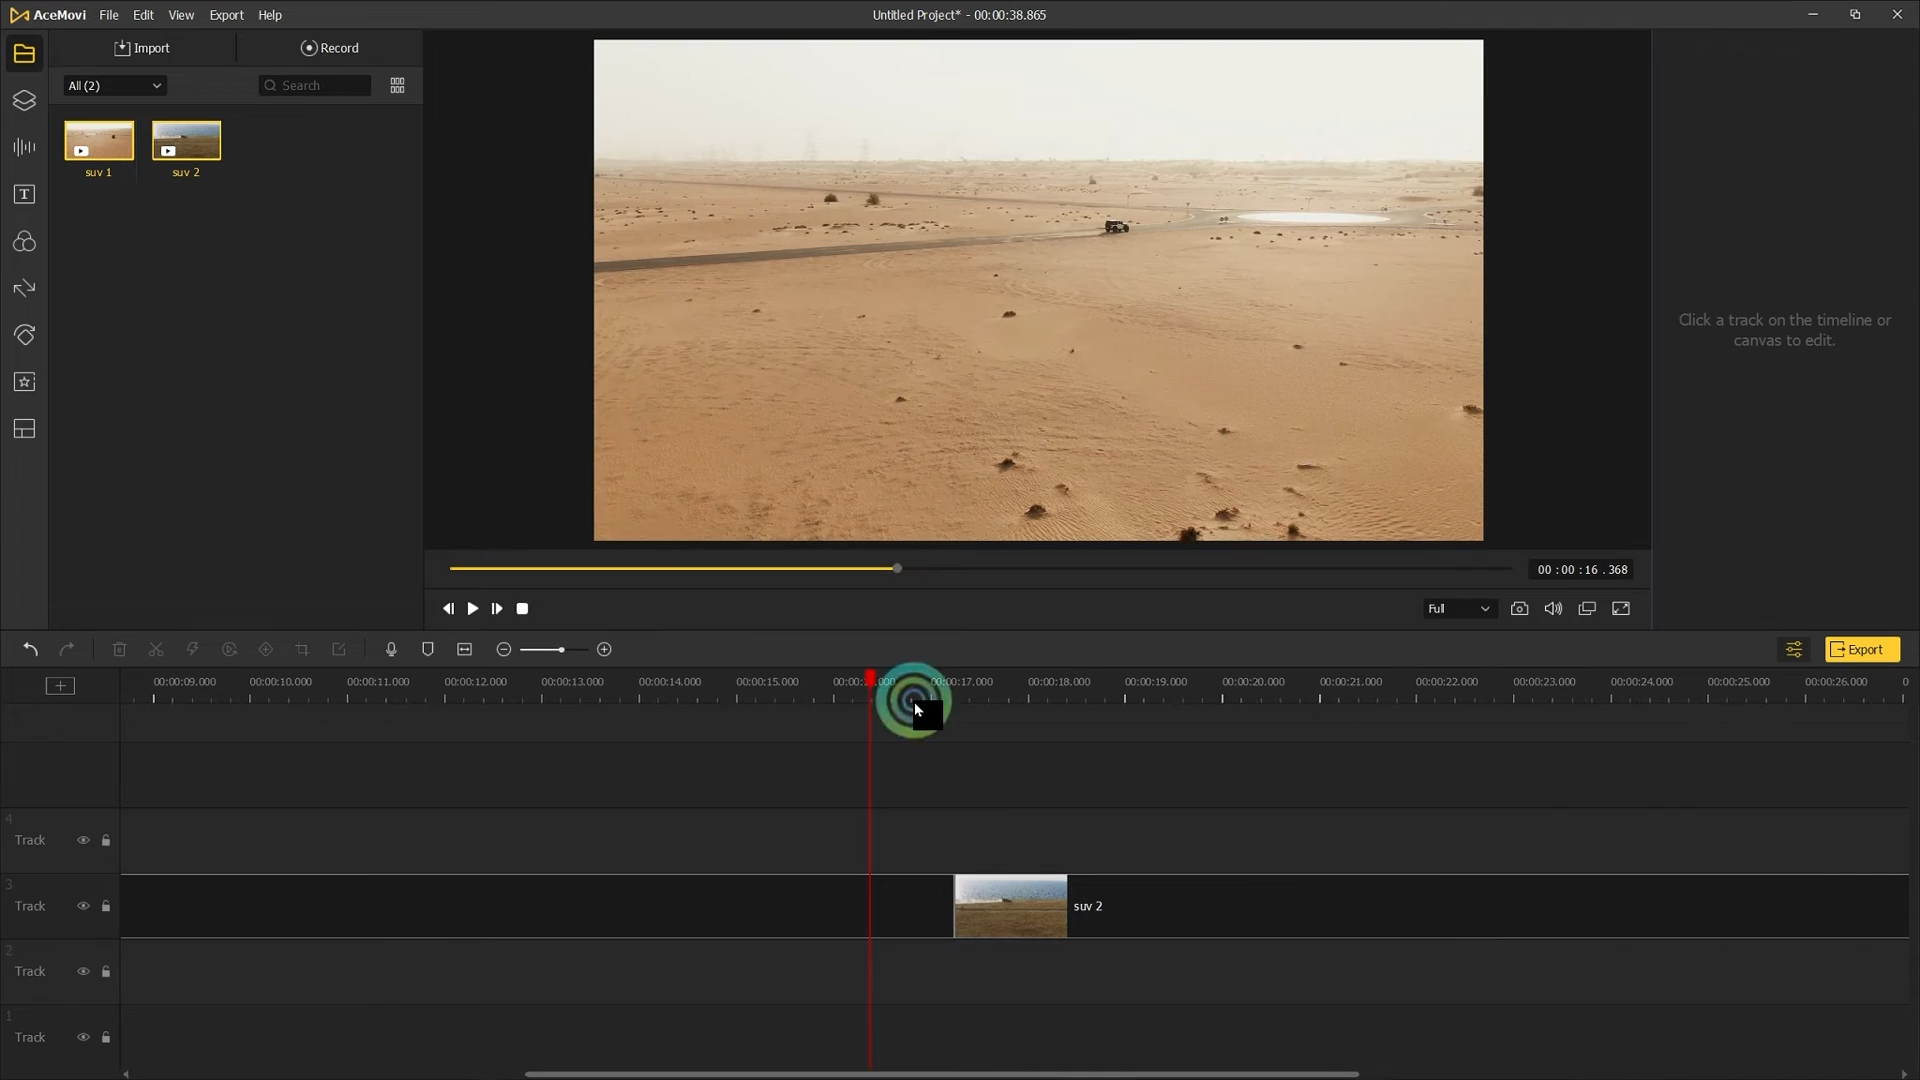 AceMovi File Edit View Export Help Untitled Project* - 00:00:38.865
Import Record
All (2) Search
suv 1 suv 2
Click a track on the timeline or
canvas to edit.
00 : 00 : 16 . 368
Full
Export
00:00:09.000 00:00:10.000 00:00:11.000 00:00:12.000 00:00:13.000 00:00:14.000 00:00:15.000 00:00:17.000 00:00:18.000 00:00:19.000 00:00:20.000 00:00:21.000 00:00:22.000 00:00:23.000 00:00:24.000 00:00:25.000 00:00:26.000 0
4
Track
3
Track suv 2
2
Track
1
Track